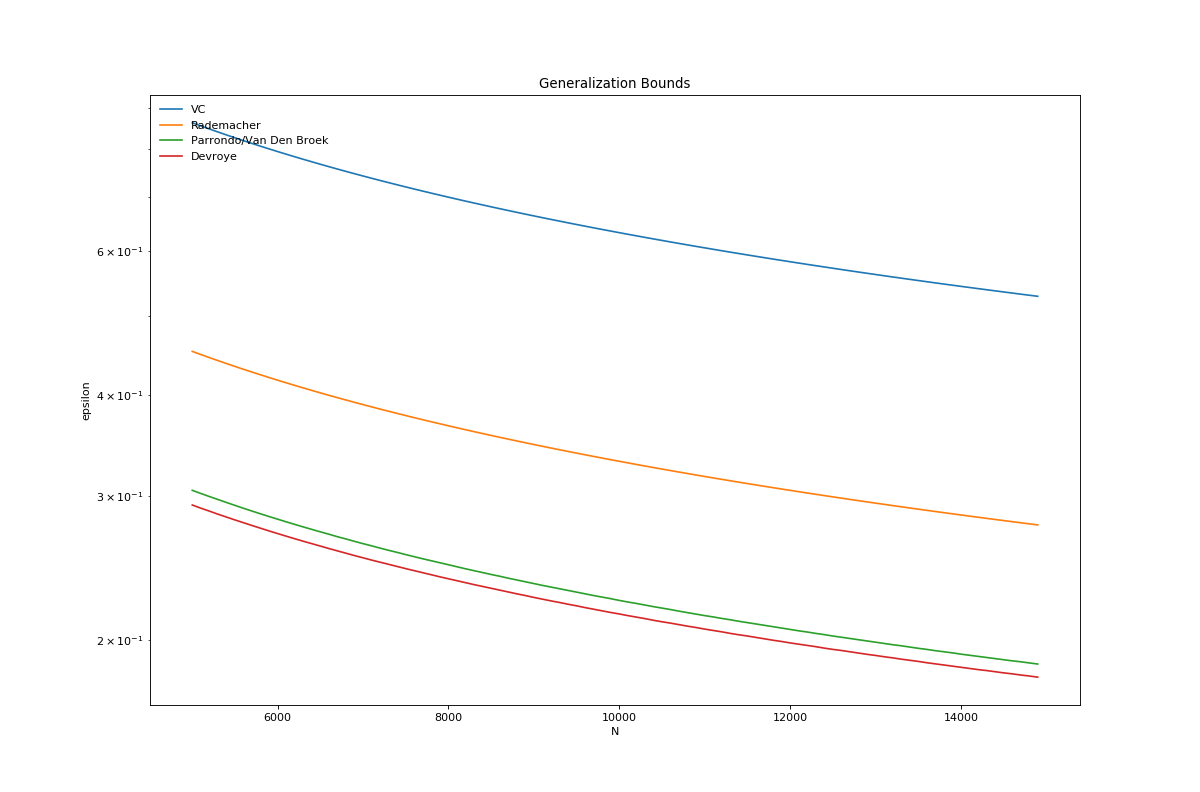 Generalization Bounds
VC
Rademacher
Parrondo/Van Den Broek
Devroye
epsilon
6 × 10⁻¹
4 × 10⁻¹
3 × 10⁻¹
2 × 10⁻¹
6000 8000 10000 12000 14000
N